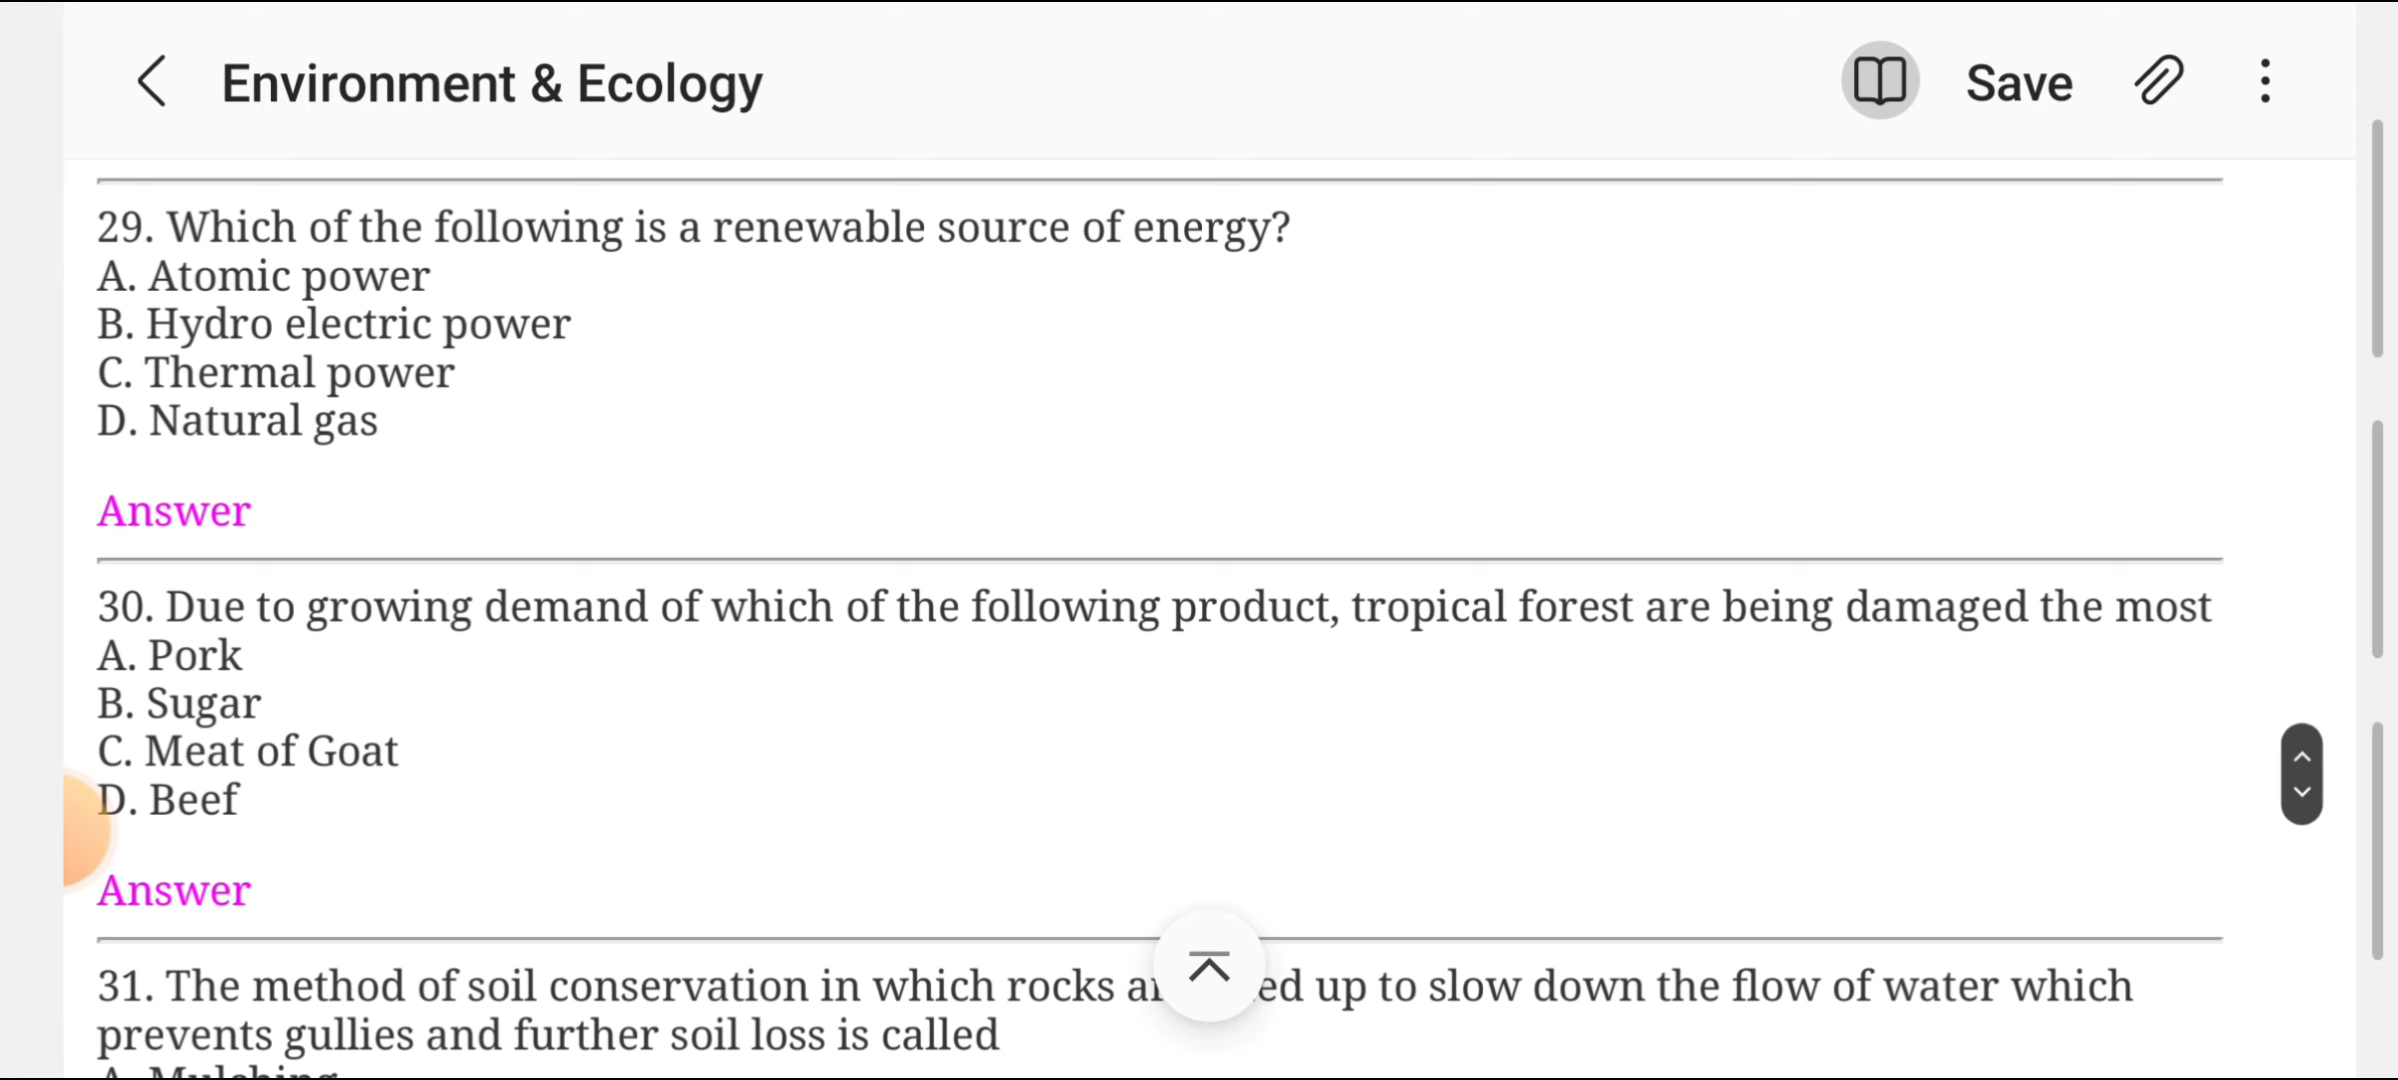 Environment & Ecology
Save
29. Which of the following is a renewable source of energy?
A. Atomic power
B. Hydro electric power
C. Thermal power
D. Natural gas
Answer
30. Due to growing demand of which of the following product, tropical forest are being damaged the most
A. Pork
B. Sugar
C. Meat of Goat
D. Beef
Answer
31. The method of soil conservation in which rocks up to slow down the flow of water which
prevents gullies and further soil loss is called
A. Mulching